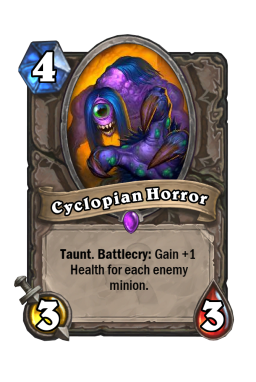 4
Cyclopian Horror
Taunt. Battlecry: Gain +1
Health for each enemy
minion.
3
3